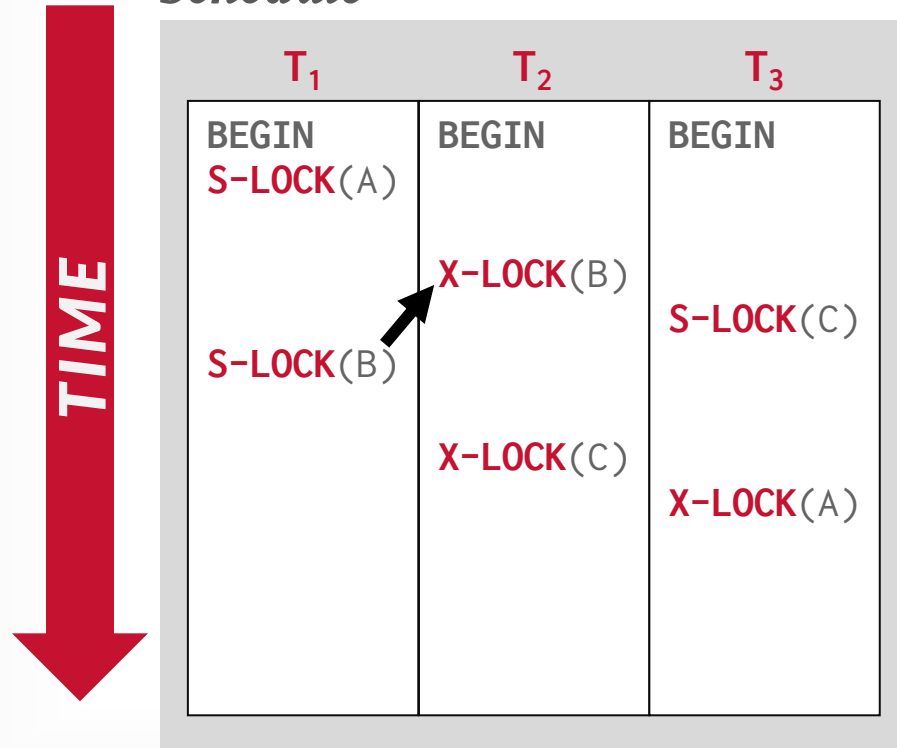 TIME
T₁ T₂ T₃
BEGIN BEGIN BEGIN
S-LOCK(A)
X-LOCK(B)
S-LOCK(C)
S-LOCK(B)
X-LOCK(C)
X-LOCK(A)